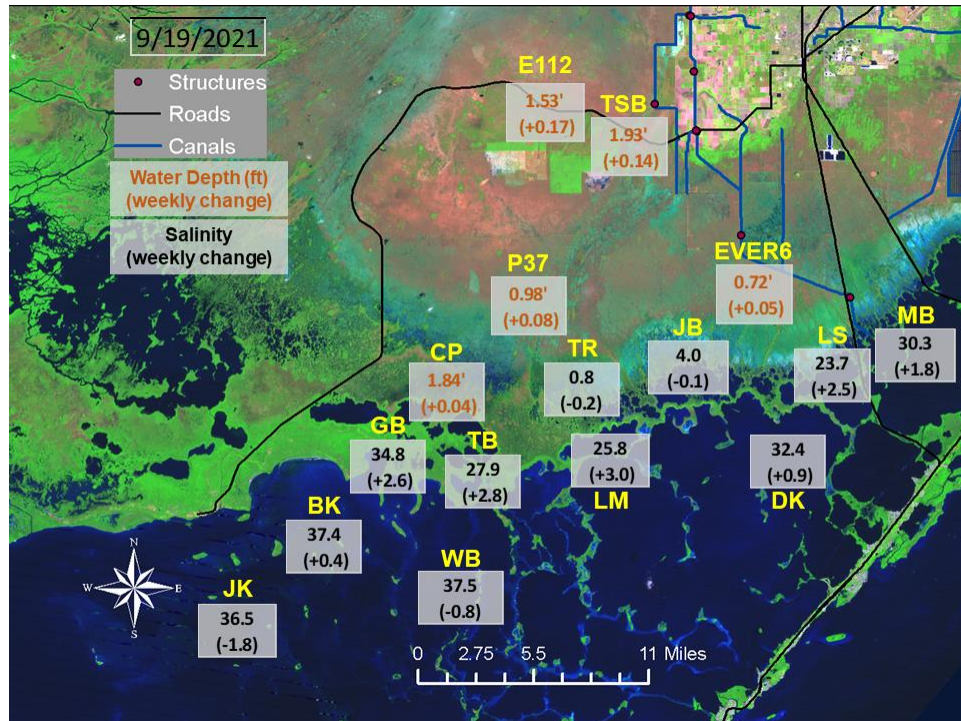 9/19/2021
Structures
Roads
Canals
Water Depth (ft)
(weekly change)
Salinity
(weekly change)
E112
1.53'
(+0.17)
TSB
1.93'
(+0.14)
P37
0.98'
(+0.08)
EVER6
0.72'
(+0.05)
CP
1.84'
(+0.04)
TR
0.8
(-0.2)
JB
4.0
(-0.1)
LS
23.7
(+2.5)
MB
30.3
(+1.8)
GB
34.8
(+2.6)
TB
27.9
(+2.8)
25.8
(+3.0)
LM
32.4
(+0.9)
DK
BK
37.4
(+0.4)
WB
37.5
(-0.8)
JK
36.5
(-1.8)
N
W E
S
0 2.75 5.5 11 Miles